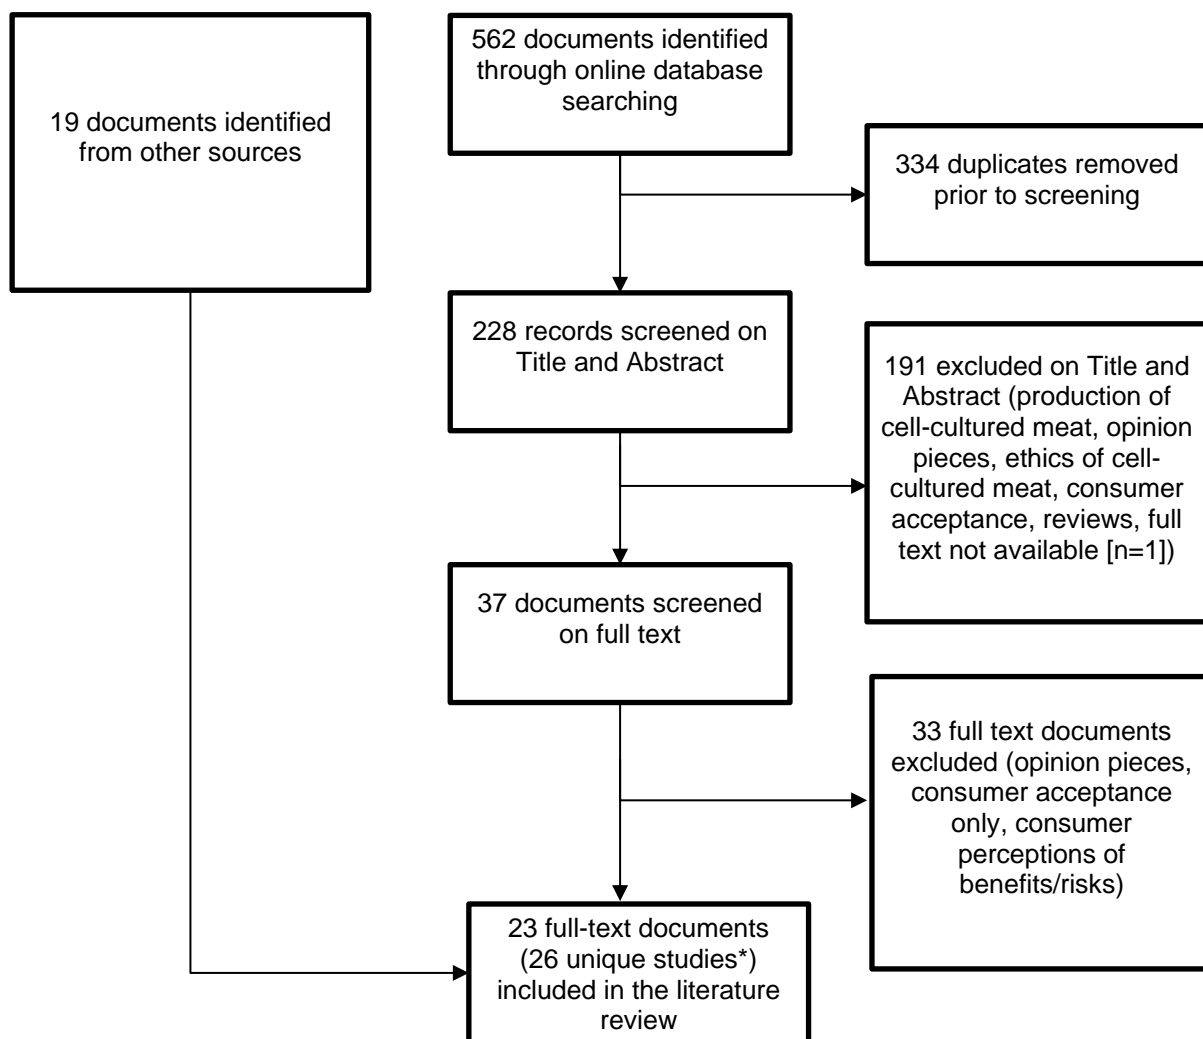 562 documents identified
through online database
searching
19 documents identified
from other sources
334 duplicates removed
prior to screening
228 records screened on
Title and Abstract
191 excluded on Title and
Abstract (production of
cell-cultured meat, opinion
pieces, ethics of cell-
cultured meat, consumer
acceptance, reviews, full
text not available [n=1])
37 documents screened
on full text
33 full text documents
excluded (opinion pieces,
consumer acceptance
only, consumer
perceptions of
benefits/risks)
23 full-text documents
(26 unique studies*)
included in the literature
review